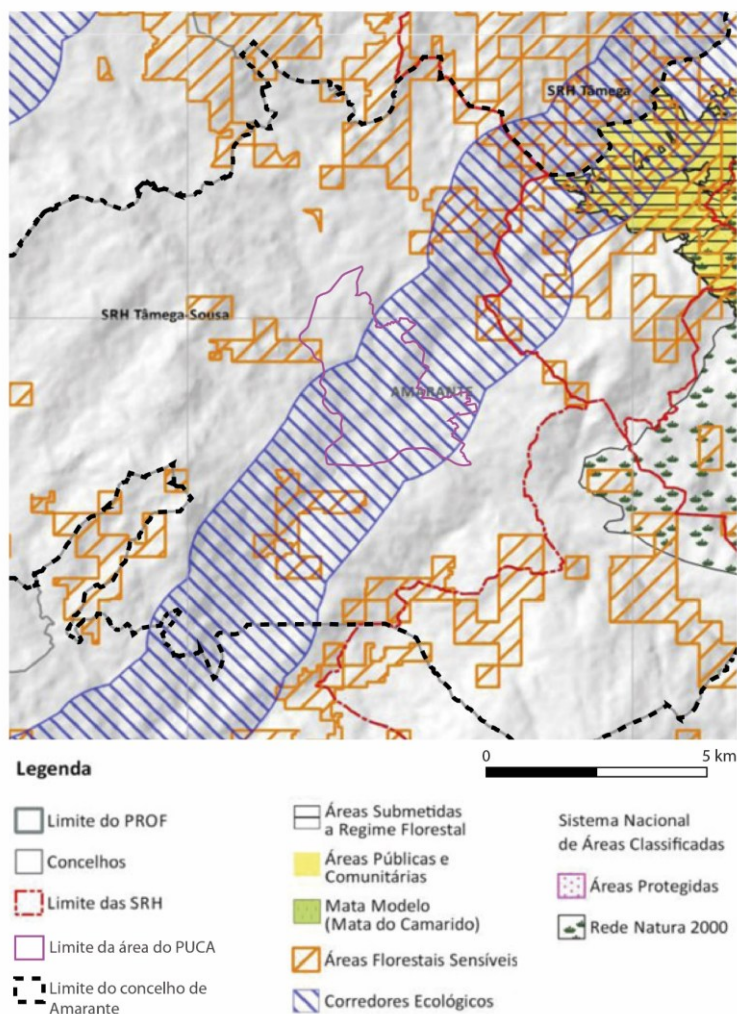 SRH Tâmega
SRH Tâmega-Sousa
AMARANTE
Legenda
0 5 km
Limite do PROF
Concelhos
Limite das SRH
Limite da área do PUCA
Limite do concelho de
Amarante
Áreas Submetidas
a Regime Florestal
Áreas Públicas e
Comunitárias
Mata Modelo
(Mata do Camarido)
Áreas Florestais Sensíveis
Corredores Ecológicos
Sistema Nacional
de Áreas Classificadas
Áreas Protegidas
Rede Natura 2000